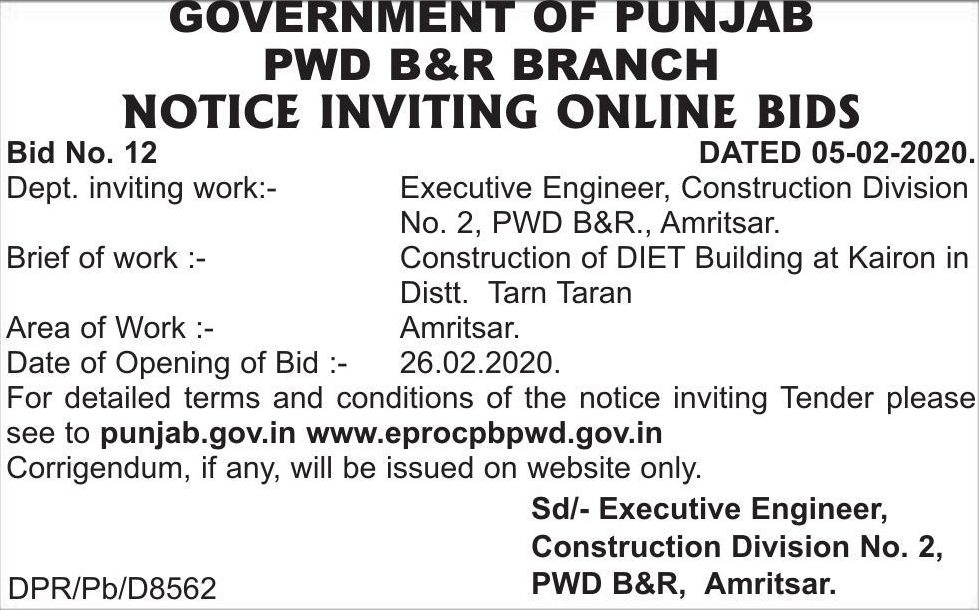 GOVERNMENT OF PUNJAB
PWD B&R BRANCH
NOTICE INVITING ONLINE BIDS
Bid No. 12 DATED 05-02-2020.
Dept. inviting work:- Executive Engineer, Construction Division
No. 2, PWD B&R., Amritsar.
Brief of work :- Construction of DIET Building at Kairon in
Distt. Tarn Taran
Area of Work :- Amritsar.
Date of Opening of Bid :- 26.02.2020.
For detailed terms and conditions of the notice inviting Tender please
see to punjab.gov.in www.eprocpbpwd.gov.in
Corrigendum, if any, will be issued on website only.
Sd/- Executive Engineer,
Construction Division No. 2,
DPR/Pb/D8562 PWD B&R, Amritsar.